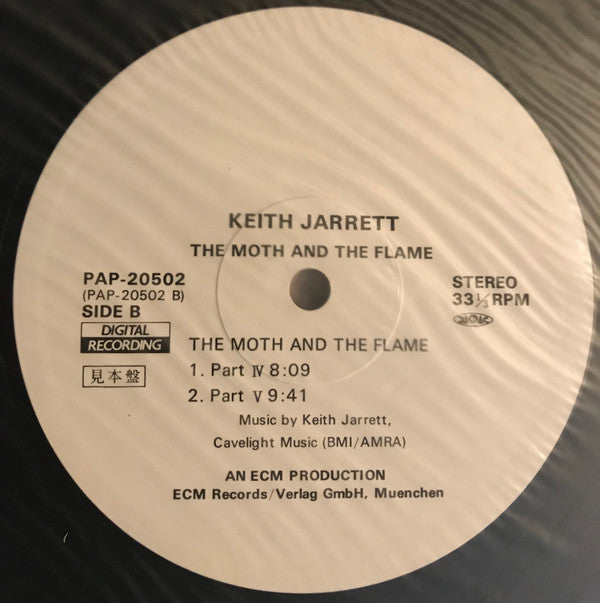 KEITH JARRETT
THE MOTH AND THE FLAME
PAP-20502
(PAP-20502 B)
SIDE B
STEREO
33⅓ RPM
DIGITAL
RECORDING
見本盤
THE MOTH AND THE FLAME
1. Part Ⅳ 8:09
2. Part Ⅴ 9:41
Music by Keith Jarrett,
Cavelight Music (BMI/AMRA)
AN ECM PRODUCTION
ECM Records/Verlag GmbH, Muenchen